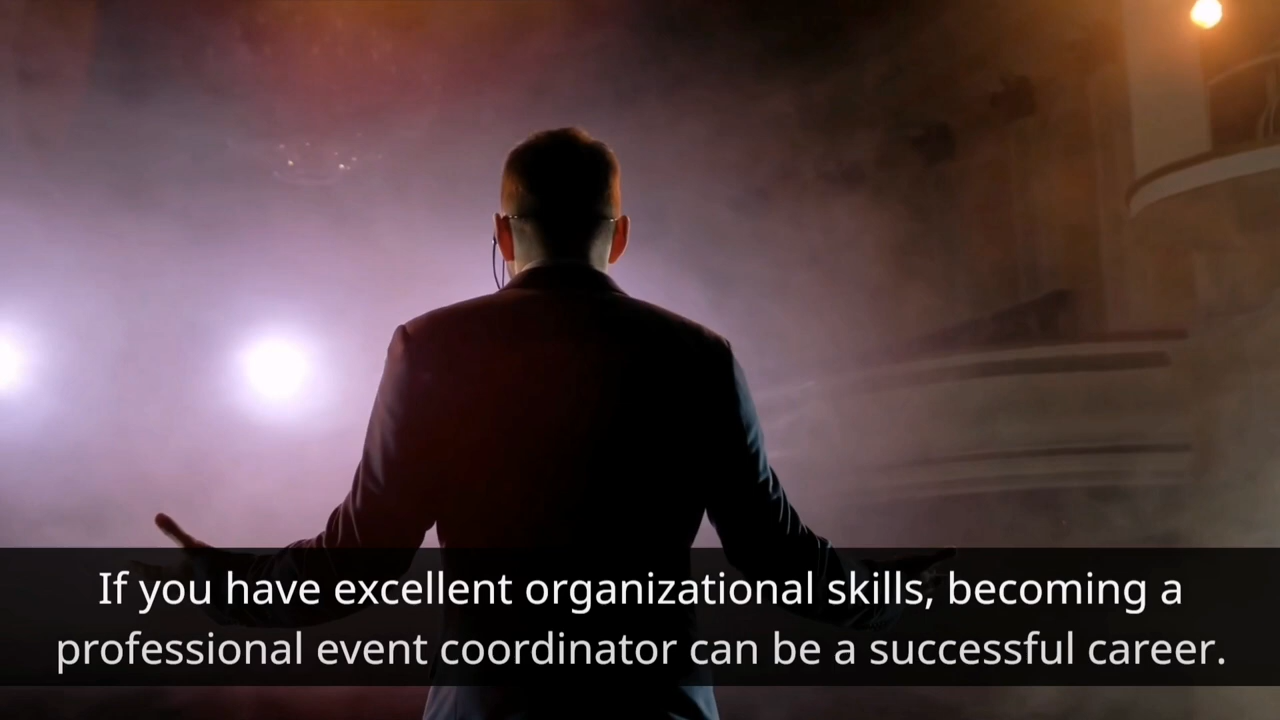 If you have excellent organizational skills, becoming a
professional event coordinator can be a successful career.